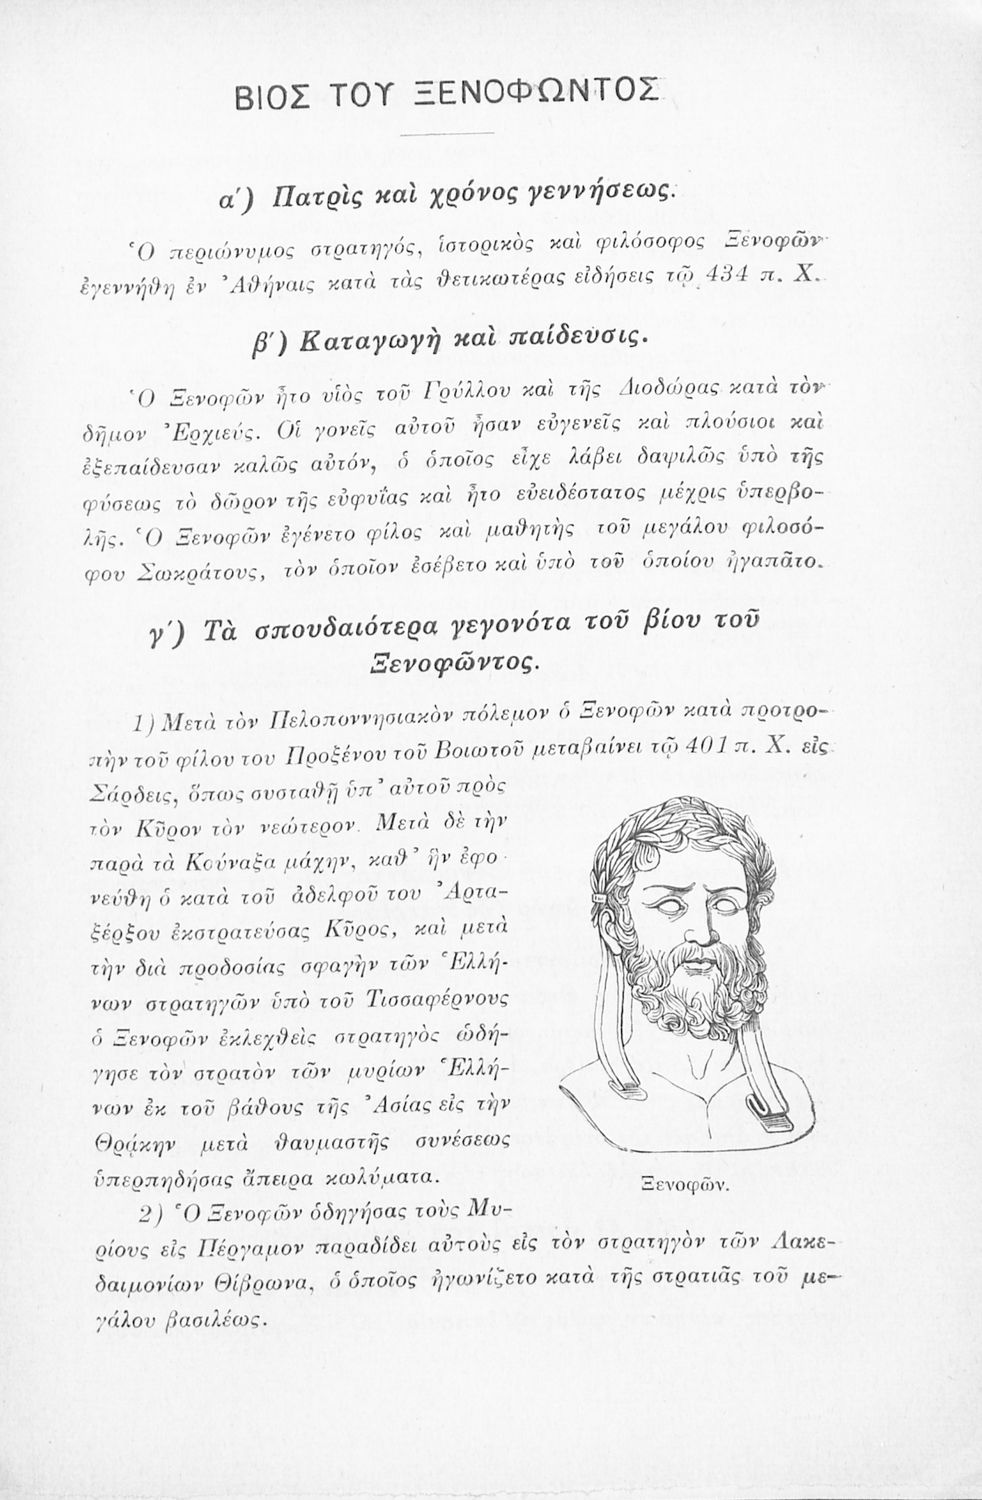 ΒΙΟΣ ΤΟΥ ΞΕΝΟΦΩΝΤΟΣ
α') Πατρὶς καὶ χρόνος γεννήσεως.
Ὁ περιώνυμος στρατηγός, ἱστορικὸς καὶ φιλόσοφος Ξενοφῶν
ἐγεννήθη ἐν Ἀθήναις κατὰ τὰς θετικωτέρας εἰδήσεις τῷ 434 π. Χ.
β') Καταγωγὴ καὶ παίδευσις.
Ὁ Ξενοφῶν ἦτο υἱὸς τοῦ Γρύλλου καὶ τῆς Διοδώρας κατὰ τὸν
δῆμον Ἐρχιεύς. Οἱ γονεῖς αὐτοῦ ἦσαν εὐγενεῖς καὶ πλούσιοι καὶ
ἐξεπαίδευσαν καλῶς αὐτόν, ὁ ὁποῖος εἶχε λάβει δαψιλῶς ὑπὸ τῆς
φύσεως τὸ δῶρον τῆς εὐφυΐας καὶ ἦτο εὐειδέστατος μέχρις ὑπερβο-
λῆς. Ὁ Ξενοφῶν ἐγένετο φίλος καὶ μαθητὴς τοῦ μεγάλου φιλοσό-
φου Σωκράτους, τὸν ὁποῖον ἐσέβετο καὶ ὑπὸ τοῦ ὁποίου ἠγαπᾶτο.
γ') Τὰ σπουδαιότερα γεγονότα τοῦ βίου τοῦ
Ξενοφῶντος.
1) Μετὰ τὸν Πελοποννησιακὸν πόλεμον ὁ Ξενοφῶν κατὰ προτρο-
πὴν τοῦ φίλου του Προξένου τοῦ Βοιωτοῦ μεταβαίνει τῷ 401 π. Χ. εἰς
Σάρδεις, ὅπως συσταθῇ ὑπ' αὐτοῦ πρὸς
τὸν Κῦρον τὸν νεώτερον. Μετὰ δὲ τὴν
παρὰ τὰ Κούναξα μάχην, καθ' ἣν ἐφο-
νεύθη ὁ κατὰ τοῦ ἀδελφοῦ του Ἀρτα-
ξέρξου ἐκστρατεύσας Κῦρος, καὶ μετὰ
τὴν διὰ προδοσίας σφαγὴν τῶν Ἑλλή-
νων στρατηγῶν ὑπὸ τοῦ Τισσαφέρνους
ὁ Ξενοφῶν ἐκλεχθεὶς στρατηγὸς ὡδή-
γησε τὸν στρατὸν τῶν μυρίων Ἑλλή-
νων ἐκ τοῦ βάθους τῆς Ἀσίας εἰς τὴν
Θρᾴκην μετὰ θαυμαστῆς συνέσεως
ὑπερπηδήσας ἄπειρα κωλύματα.
Ξενοφῶν.
2) Ὁ Ξενοφῶν ὁδηγήσας τοὺς Μυ-
ρίους εἰς Πέργαμον παραδίδει αὐτοὺς εἰς τὸν στρατηγὸν τῶν Λακε-
δαιμονίων Θίβρωνα, ὁ ὁποῖος ἠγωνίζετο κατὰ τῆς στρατιᾶς τοῦ με-
γάλου βασιλέως.